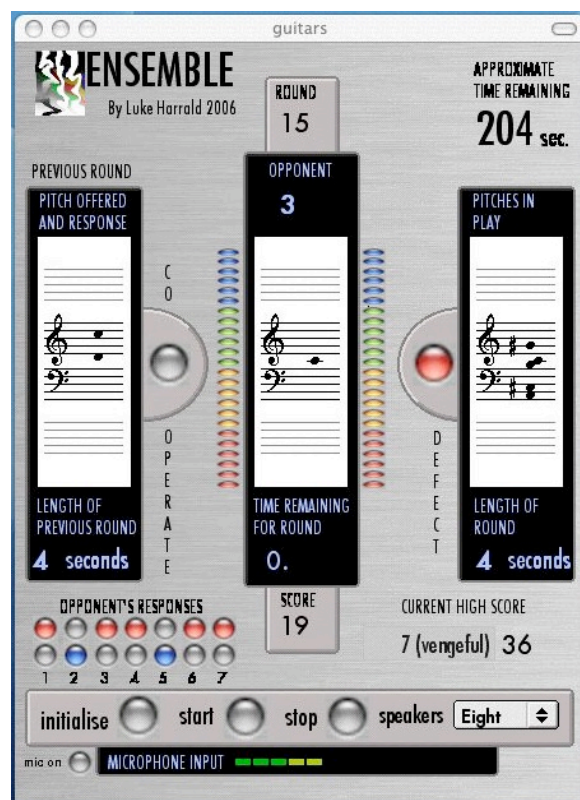 guitars
ENSEMBLE
By Luke Harrald 2006
APPROXIMATE
TIME REMAINING
204 sec.
ROUND
15
PREVIOUS ROUND
PITCH OFFERED
AND RESPONSE
OPPONENT
3
PITCHES IN
PLAY
CO
OPERATE
DEFECT
LENGTH OF
PREVIOUS ROUND
4 seconds
TIME REMAINING
FOR ROUND
0.
LENGTH OF
ROUND
4 seconds
OPPONENT'S RESPONSES
1 2 3 4 5 6 7
SCORE
19
CURRENT HIGH SCORE
7 (vengeful) 36
initialise start stop speakers Eight
mic on MICROPHONE INPUT